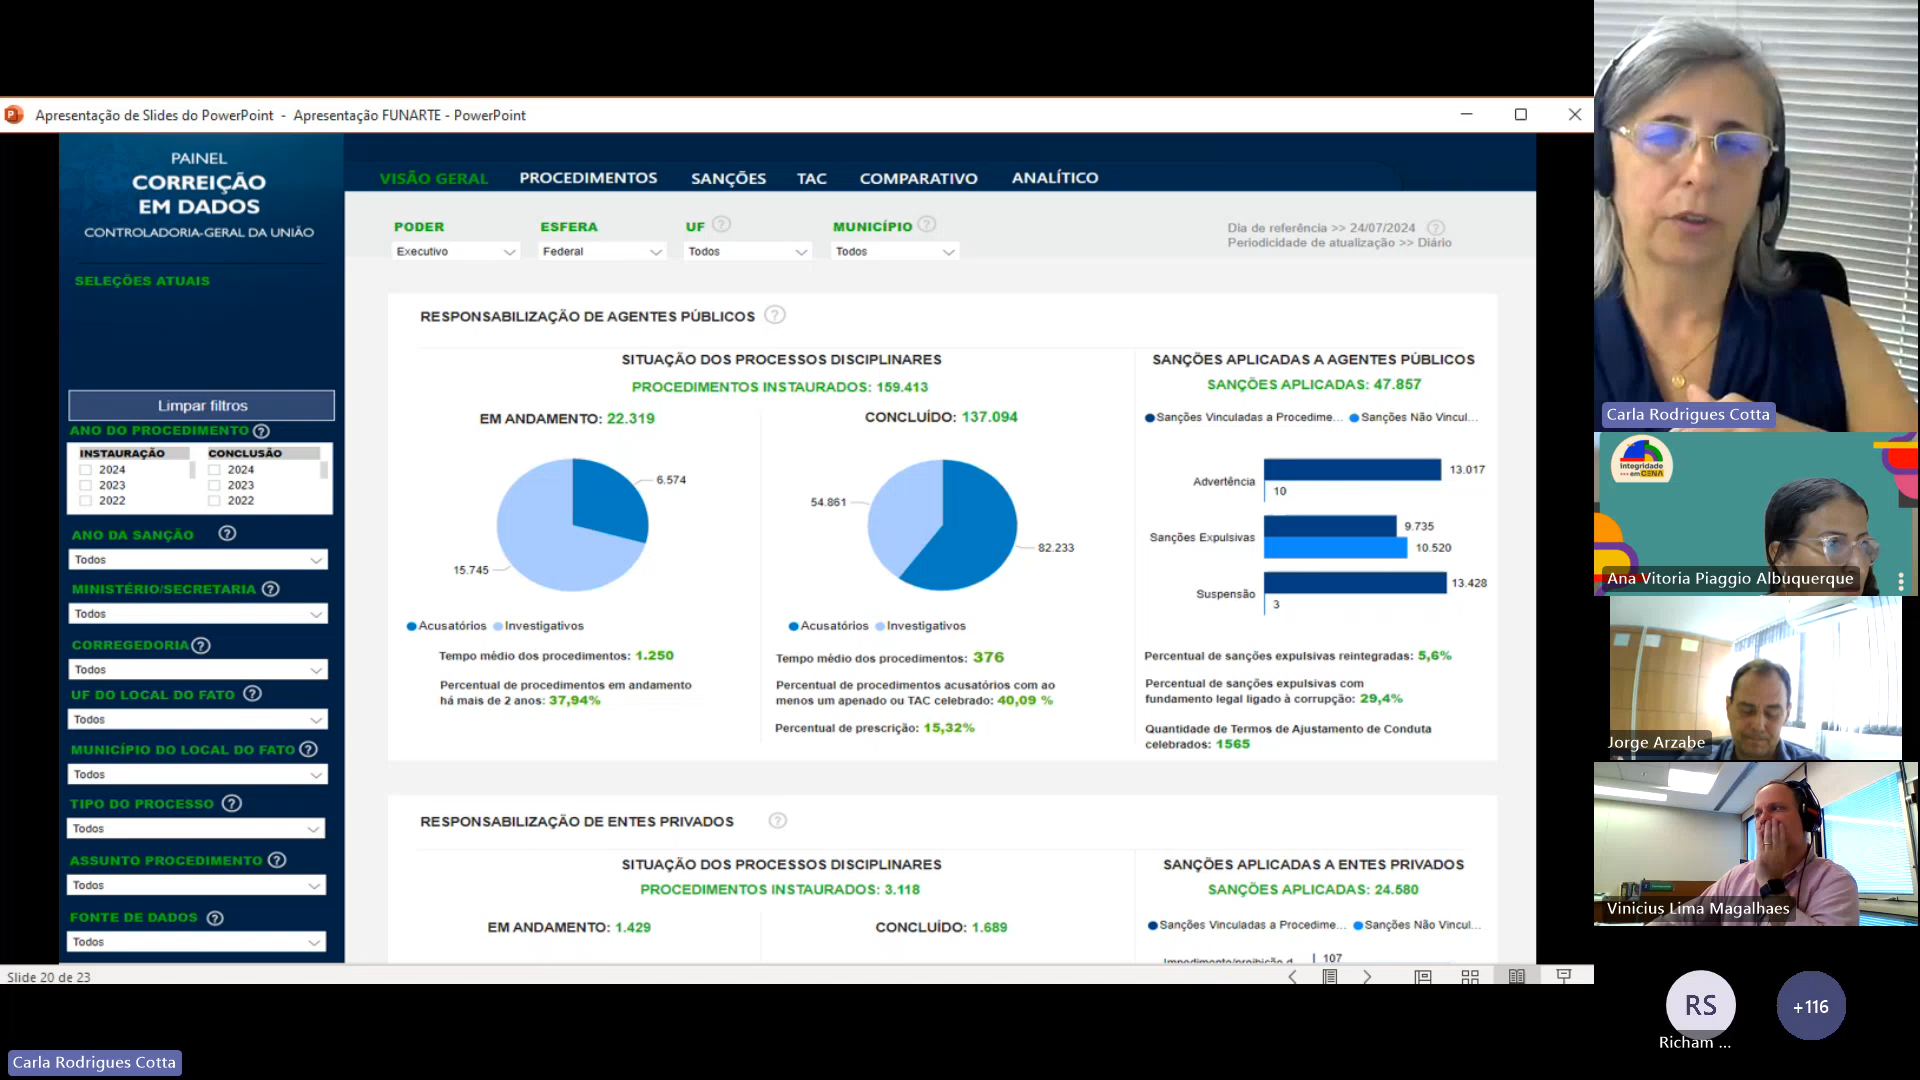 Apresentação de Slides do PowerPoint - Apresentação FUNARTE - PowerPoint
PAINEL
CORREIÇÃO
EM DADOS
CONTROLADORIA-GERAL DA UNIÃO
SELEÇÕES ATUAIS
Limpar filtros
ANO DO PROCEDIMENTO ?
INSTAURAÇÃO CONCLUSÃO
2024 2024
2023 2023
2022 2022
ANO DA SANÇÃO ?
Todos
MINISTÉRIO/SECRETARIA ?
Todos
CORREGEDORIA ?
Todos
UF DO LOCAL DO FATO ?
Todos
MUNICÍPIO DO LOCAL DO FATO ?
Todos
TIPO DO PROCESSO ?
Todos
ASSUNTO PROCEDIMENTO ?
Todos
FONTE DE DADOS ?
Todos
VISÃO GERAL PROCEDIMENTOS SANÇÕES TAC COMPARATIVO ANALÍTICO
PODER ESFERA UF ? MUNICÍPIO ?
Executivo Federal Todos Todos
Dia de referência >> 24/07/2024 ?
Periodicidade de atualização >> Diário
RESPONSABILIZAÇÃO DE AGENTES PÚBLICOS ?
SITUAÇÃO DOS PROCESSOS DISCIPLINARES
PROCEDIMENTOS INSTAURADOS: 159.413
EM ANDAMENTO: 22.319
6.574
15.745
Acusatórios Investigativos
Tempo médio dos procedimentos: 1.250
Percentual de procedimentos em andamento
há mais de 2 anos: 37,94%
CONCLUÍDO: 137.094
54.861
82.233
Acusatórios Investigativos
Tempo médio dos procedimentos: 376
Percentual de procedimentos acusatórios com ao
menos um apenado ou TAC celebrado: 40,09 %
Percentual de prescrição: 15,32%
SANÇÕES APLICADAS A AGENTES PÚBLICOS
SANÇÕES APLICADAS: 47.857
Sanções Vinculadas a Procedime... Sanções Não Vincul...
Advertência 13.017
10
Sanções Expulsivas 9.735
10.520
Suspensão 13.428
3
Percentual de sanções expulsivas reintegradas: 5,6%
Percentual de sanções expulsivas com
fundamento legal ligado à corrupção: 29,4%
Quantidade de Termos de Ajustamento de Conduta
celebrados: 1565
RESPONSABILIZAÇÃO DE ENTES PRIVADOS ?
SITUAÇÃO DOS PROCESSOS DISCIPLINARES
PROCEDIMENTOS INSTAURADOS: 3.118
EM ANDAMENTO: 1.429
CONCLUÍDO: 1.689
SANÇÕES APLICADAS A ENTES PRIVADOS
SANÇÕES APLICADAS: 24.580
Sanções Vinculadas a Procedime... Sanções Não Vincul...
Impedimento/proibição d... 107
Slide 20 de 23
Carla Rodrigues Cotta
Carla Rodrigues Cotta
integridade
em CENA
Ana Vitoria Piaggio Albuquerque
Jorge Arzabe
Vinicius Lima Magalhaes
RS
Richam ...
+116